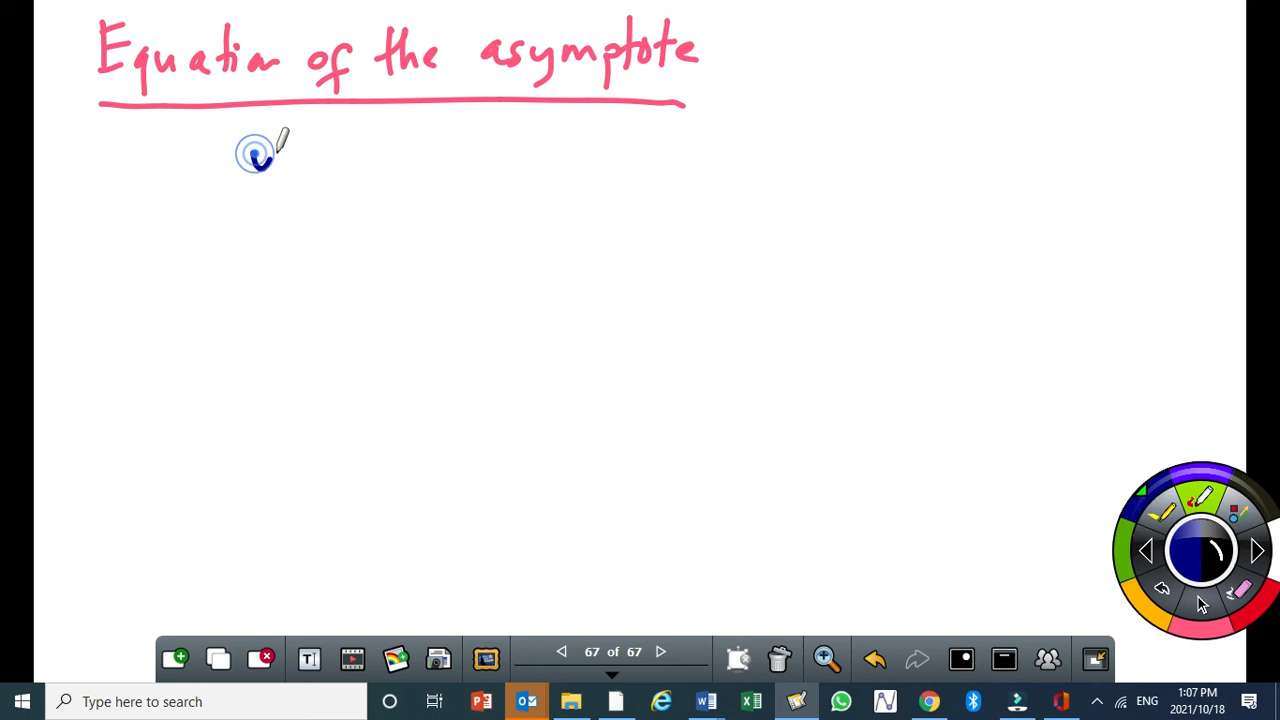 Equation of the asymptote
67 of 67
Type here to search
ENG
1:07 PM
2021/10/18